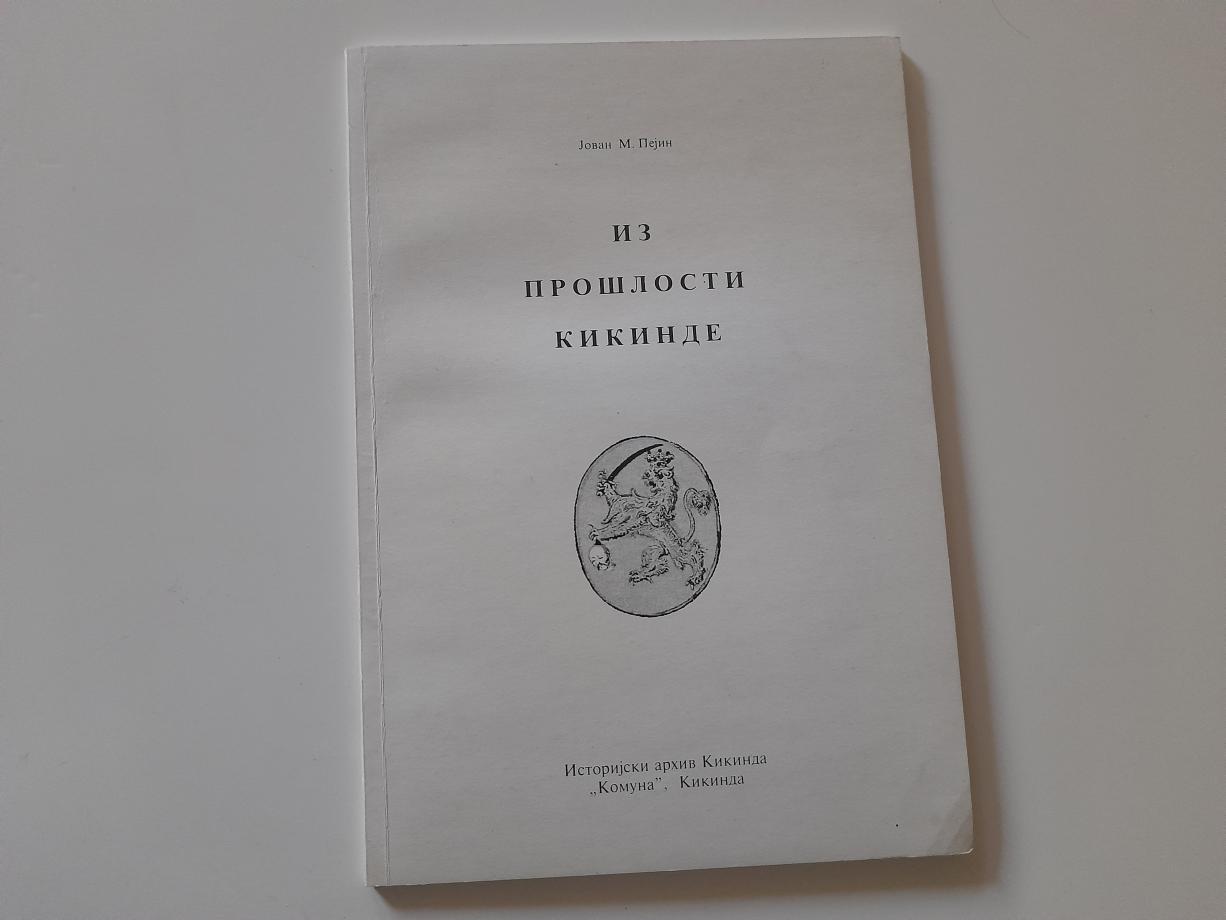 Јован М. Пејин
ИЗ
ПРОШЛОСТИ
КИКИНДЕ
Историјски архив Кикинда
„Комуна”, Кикинда